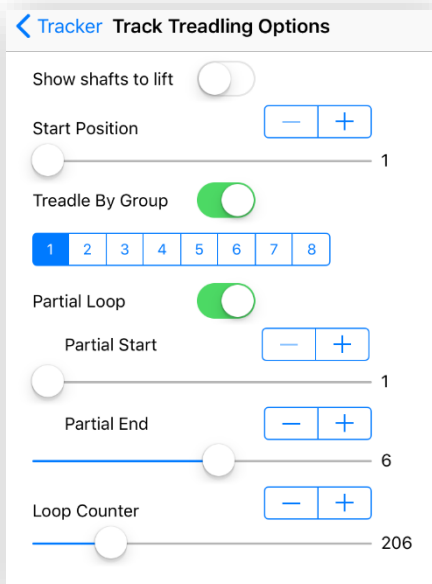 Tracker Track Treadling Options
Show shafts to lift
Start Position − +
1
Treadle By Group
1 2 3 4 5 6 7 8
Partial Loop
Partial Start − +
1
Partial End − +
6
Loop Counter − +
206